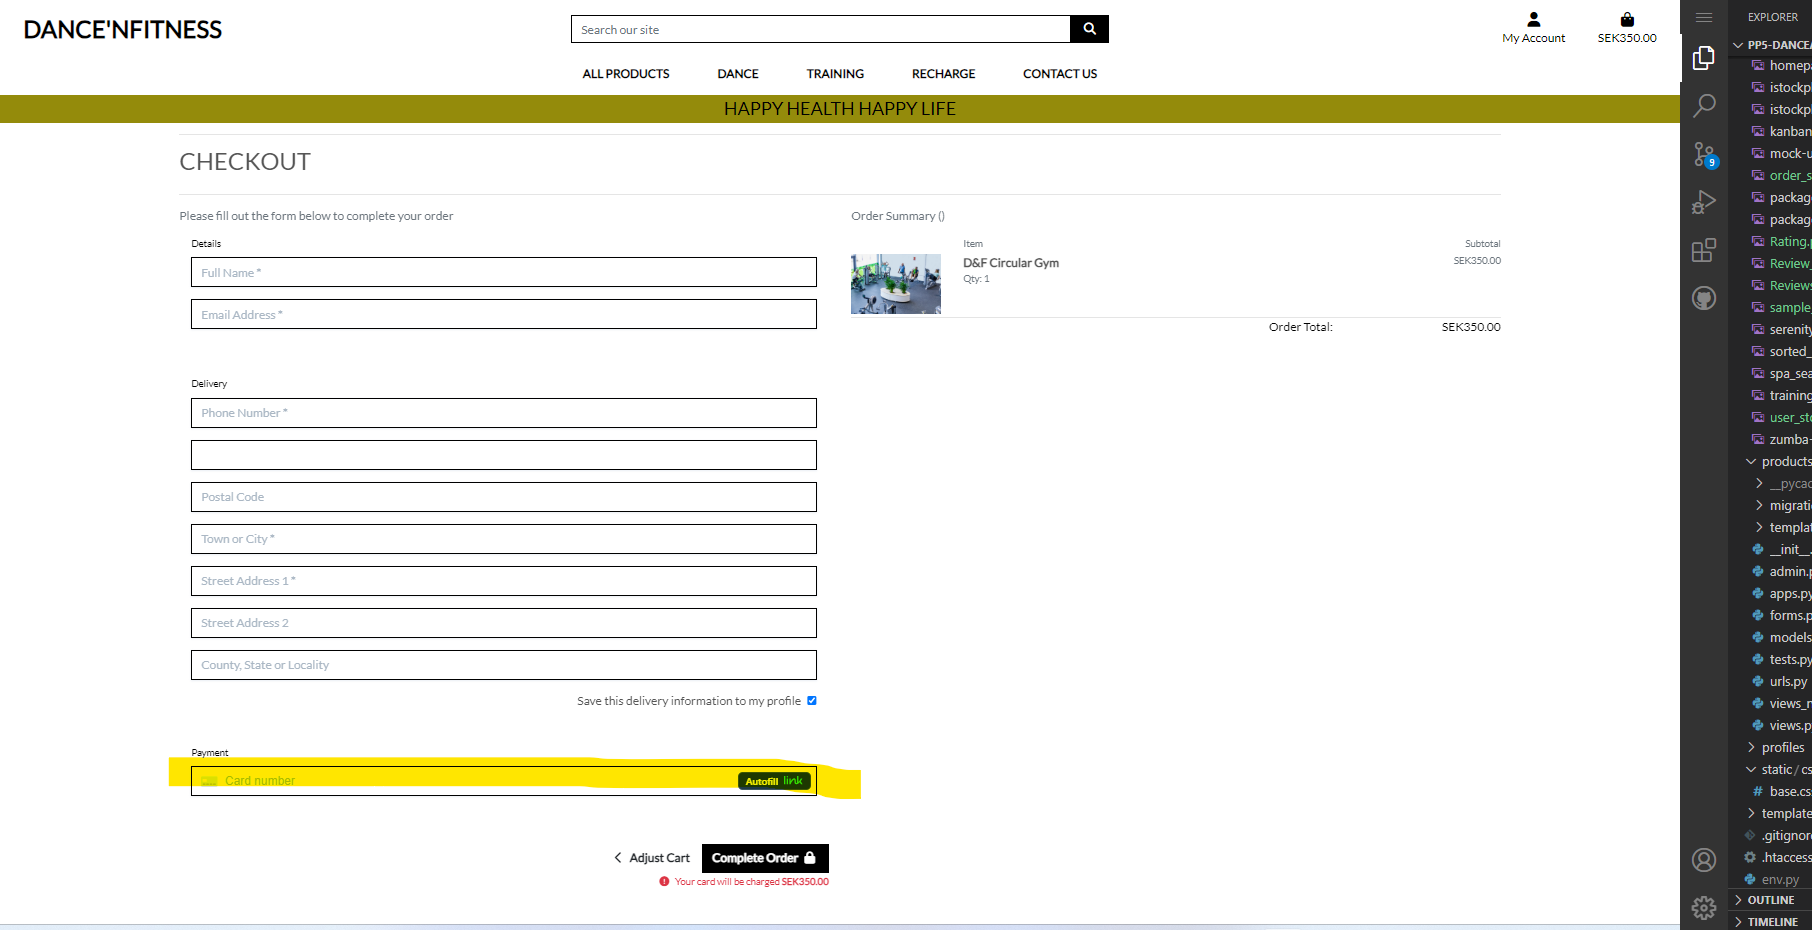 DANCE'NFITNESS
Search our site
My Account
SEK350.00
ALL PRODUCTS DANCE TRAINING RECHARGE CONTACT US
HAPPY HEALTH HAPPY LIFE
CHECKOUT
Please fill out the form below to complete your order
Details
Full Name *
Email Address *
Delivery
Phone Number *
Postal Code
Town or City *
Street Address 1 *
Street Address 2
County, State or Locality
Save this delivery information to my profile
Payment
Card number
Autofill link
Adjust Cart
Complete Order
Your card will be charged SEK350.00
Order Summary ()
Item Subtotal
D&F Circular Gym SEK350.00
Qty: 1
Order Total: SEK350.00
9
EXPLORER
PP5-DANCEA
homepa
istockp
istockp
kanban
mock-u
order_s
packag
packag
Rating.p
Review_
Reviews
sample_
serenity
sorted_
spa_sea
training
user_sto
zumba-
products
__pycac
migrati
templat
__init__.
admin.p
apps.py
forms.p
models
tests.py
urls.py
views_n
views.p
profiles
static / cs
# base.cs
template
.gitignor
.htaccess
env.py
OUTLINE
TIMELINE